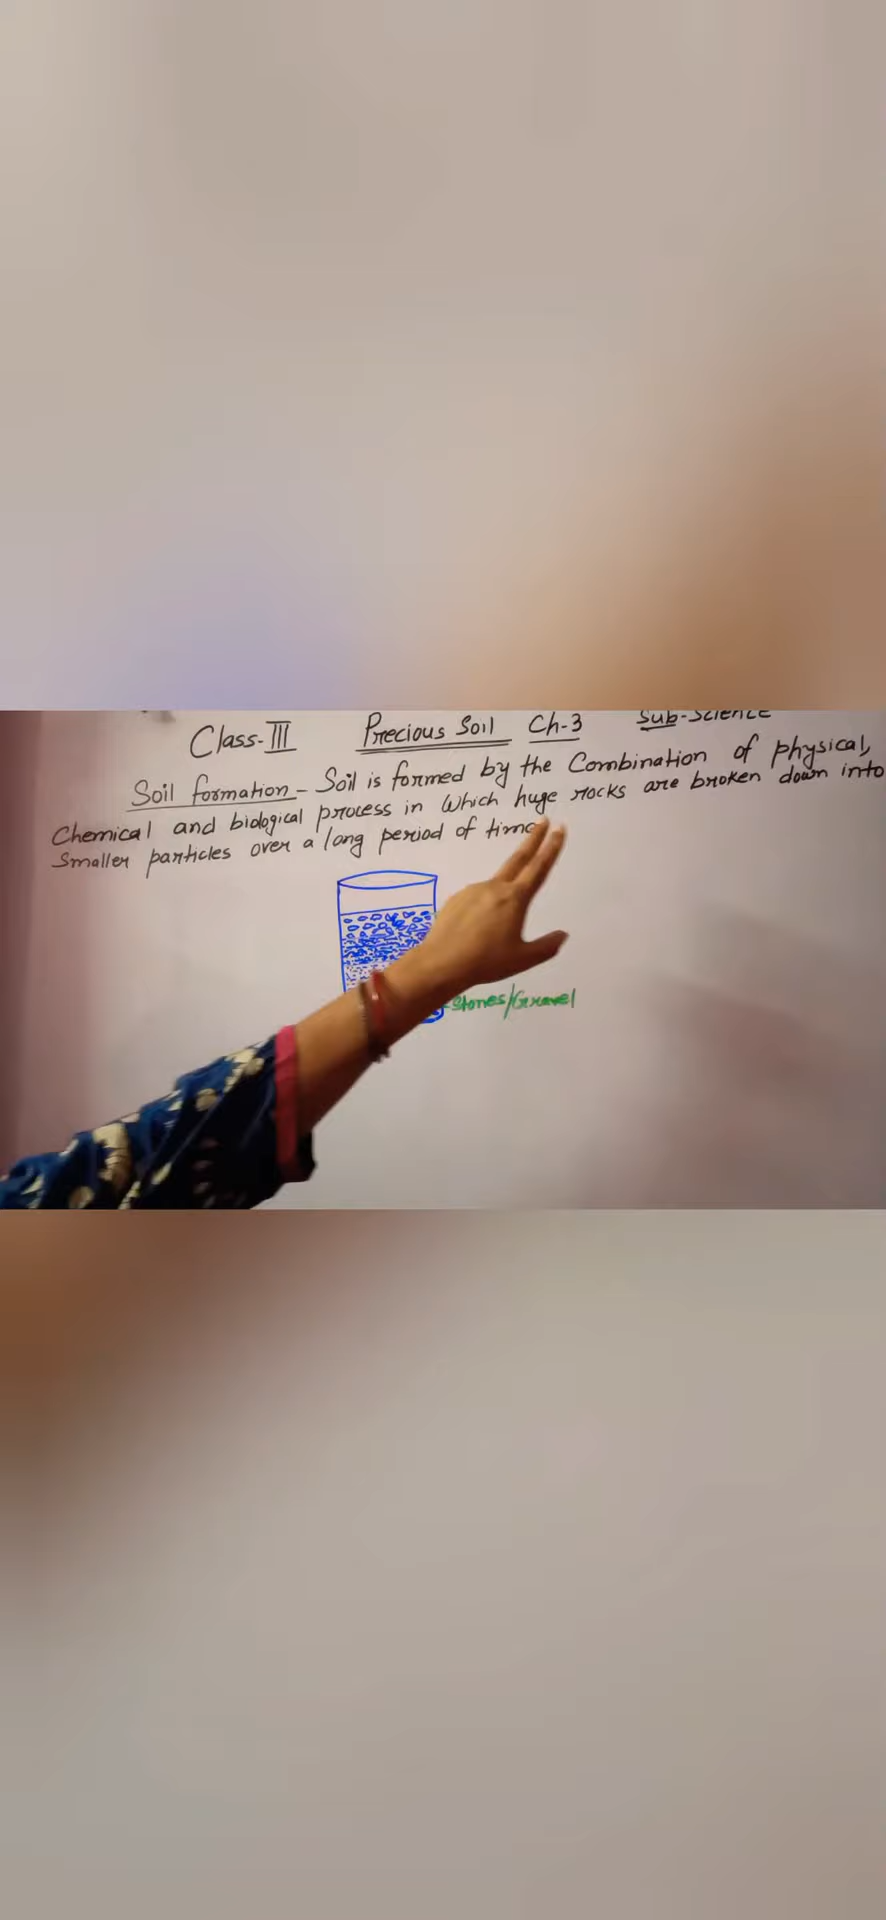 Class-III Precious Soil Ch-3 Sub-Science
Soil formation - Soil is formed by the Combination of physical,
Chemical and biological process in which huge rocks are broken down into
Smaller particles over a long period of time
Stones/Gravel